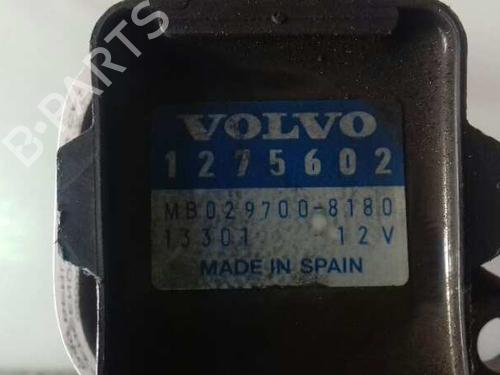 B-PARTS
VOLVO
1275602
MB029700-8180
13301 12V
MADE IN SPAIN